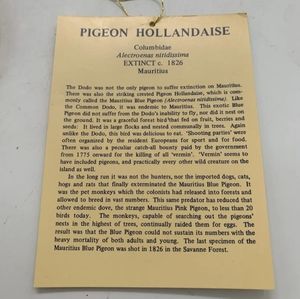 PIGEON HOLLANDAISE
Columbidae
Alectroenas nitidissima
EXTINCT c. 1826
Mauritius
The Dodo was not the only pigeon to suffer extinction on Mauritius.
There was also the striking crested Pigeon Hollandaise, which is com-
monly called the Mauritius Blue Pigeon (Alectroenas nitidissima). Like
the Common Dodo, it was endemic to Mauritius. This exotic Blue
Pigeon did not suffer from the Dodo's inability to fly, nor did it nest on
the ground. It was a graceful forest bird that fed on fruit, berries and
seeds: It lived in large flocks and nested communally in trees. Again
unlike the Dodo, this bird was delicious to eat. 'Shooting parties' were
often organized by the resident Europeans for sport and for food.
There was also a peculiar catch-all bounty paid by the government
from 1775 onward for the killing of all 'vermin'. 'Vermin' seems to
have included pigeons, and practically every other wild creature on the
island as well.
In the long run it was not the hunters, nor the imported dogs, cats,
hogs and rats that finally exterminated the Mauritius Blue Pigeon. It
was the pet monkeys which the colonists had released into forests and
allowed to breed in vast numbers. This same predator has reduced that
other endemic dove, the strange Mauritius Pink Pigeon, to less than 20
birds today. The monkeys, capable of searching out the pigeons'
nests in the highest of trees, continually raided them for eggs. The
result was that the Blue Pigeon could not sustain its numbers with the
heavy mortality of both adults and young. The last specimen of the
Mauritius Blue Pigeon was shot in 1826 in the Savanne Forest.